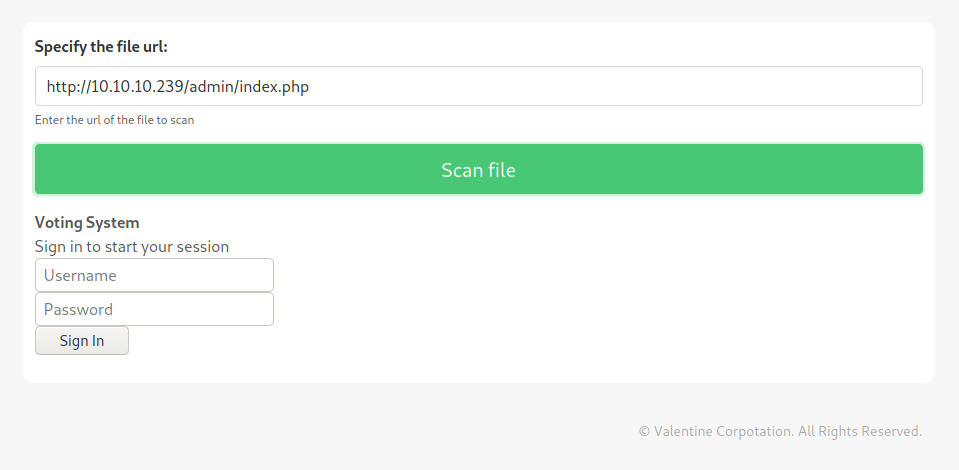 Specify the file url:
http://10.10.10.239/admin/index.php
Enter the url of the file to scan
Scan file
Voting System
Sign in to start your session
Username
Password
Sign In
© Valentine Corpotation. All Rights Reserved.